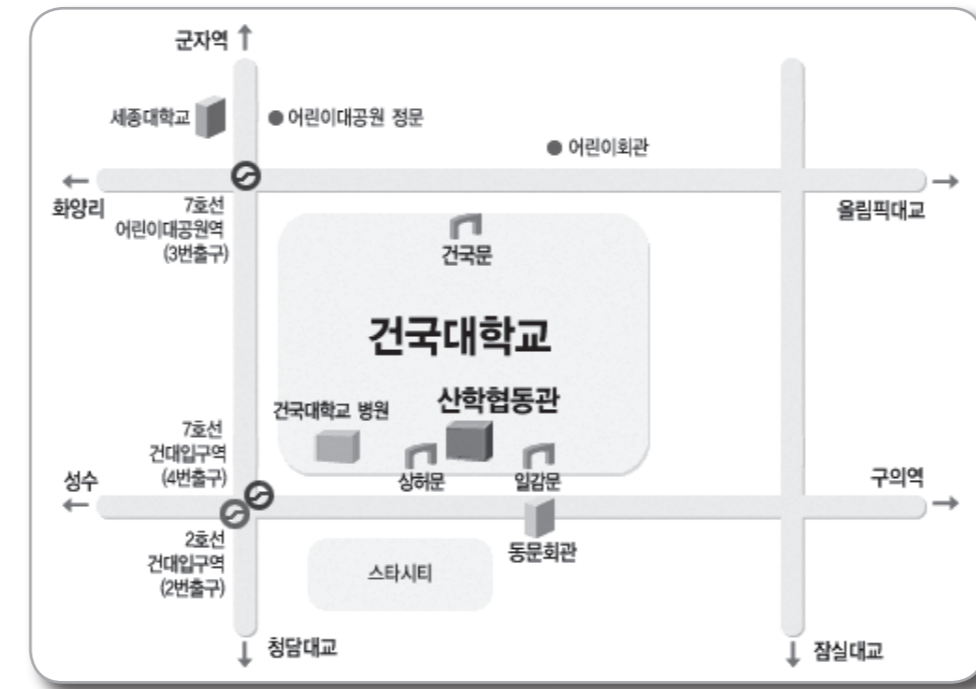 군자역
세종대학교
어린이대공원 정문
어린이회관
화양리
7호선
어린이대공원역
(3번출구)
올림픽대교
건국문
건국대학교
산학협동관
건국대학교 병원
7호선
건대입구역
(4번출구)
성수
상허문
일감문
구의역
2호선
건대입구역
(2번출구)
동문회관
스타시티
청담대교
잠실대교